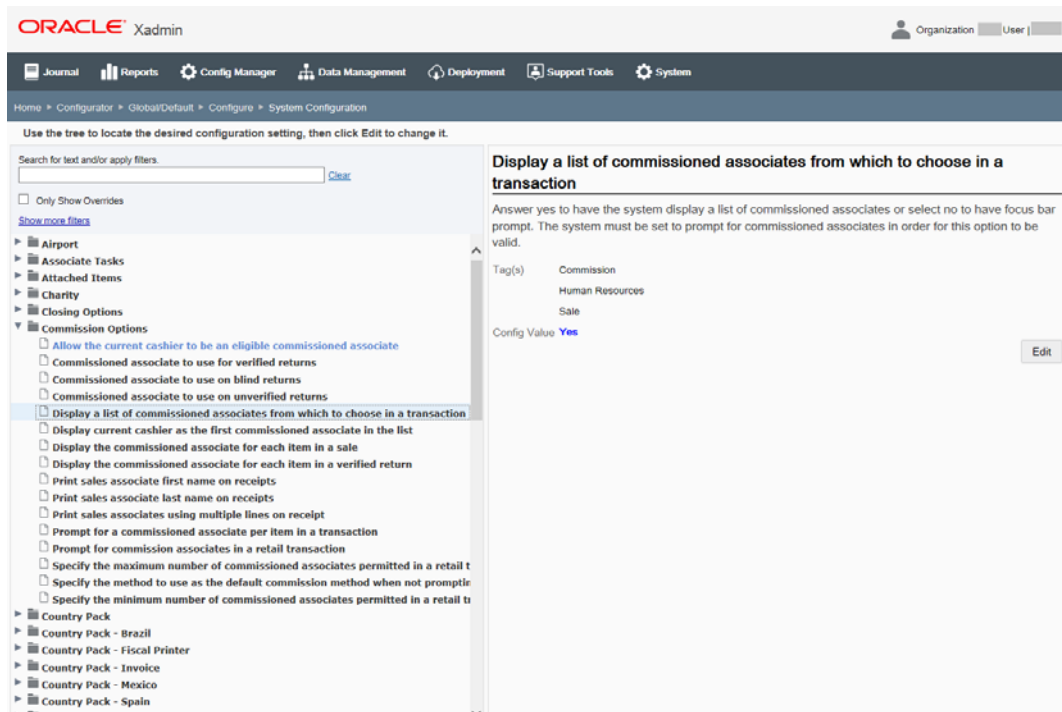 ORACLE Xadmin
Organization User |
Journal Reports Config Manager Data Management Deployment Support Tools System
Home Configurator Global/Default Configure System Configuration
Use the tree to locate the desired configuration setting, then click Edit to change it.
Search for text and/or apply filters.
Clear
Only Show Overrides
Show more filters
Airport
Associate Tasks
Attached Items
Charity
Closing Options
Commission Options
Allow the current cashier to be an eligible commissioned associate
Commissioned associate to use for verified returns
Commissioned associate to use on blind returns
Commissioned associate to use on unverified returns
Display a list of commissioned associates from which to choose in a transaction
Display current cashier as the first commissioned associate in the list
Display the commissioned associate for each item in a sale
Display the commissioned associate for each item in a verified return
Print sales associate first name on receipts
Print sales associate last name on receipts
Print sales associates using multiple lines on receipt
Prompt for a commissioned associate per item in a transaction
Prompt for commission associates in a retail transaction
Specify the maximum number of commissioned associates permitted in a retail t
Specify the method to use as the default commission method when not promptin
Specify the minimum number of commissioned associates permitted in a retail tr
Country Pack
Country Pack - Brazil
Country Pack - Fiscal Printer
Country Pack - Invoice
Country Pack - Mexico
Country Pack - Spain
Display a list of commissioned associates from which to choose in a
transaction
Answer yes to have the system display a list of commissioned associates or select no to have focus bar
prompt. The system must be set to prompt for commissioned associates in order for this option to be
valid.
Tag(s) Commission
Human Resources
Sale
Config Value Yes
Edit